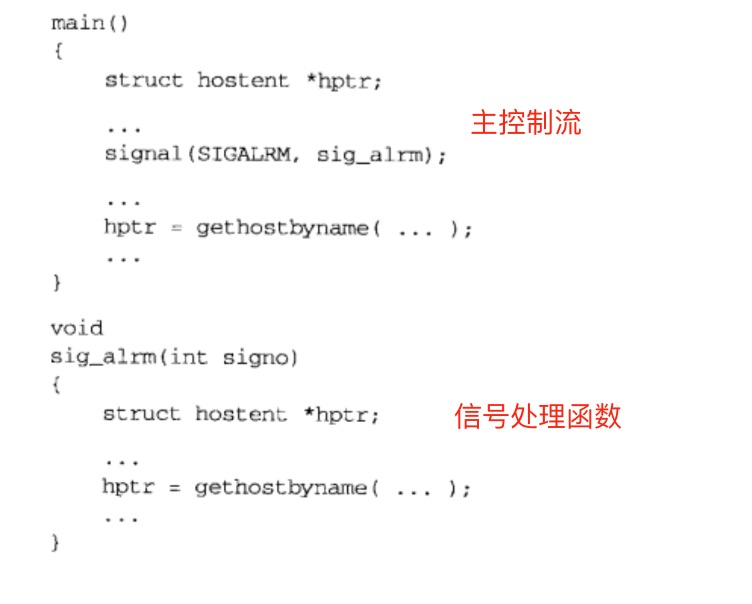 main()
{
    struct hostent *hptr;
    ...
主控制流
    signal(SIGALRM, sig_alrm);
    ...
    hptr = gethostbyname( ... );
    ...
}
void
sig_alrm(int signo)
{
    struct hostent *hptr;
信号处理函数
    ...
    hptr = gethostbyname( ... );
    ...
}